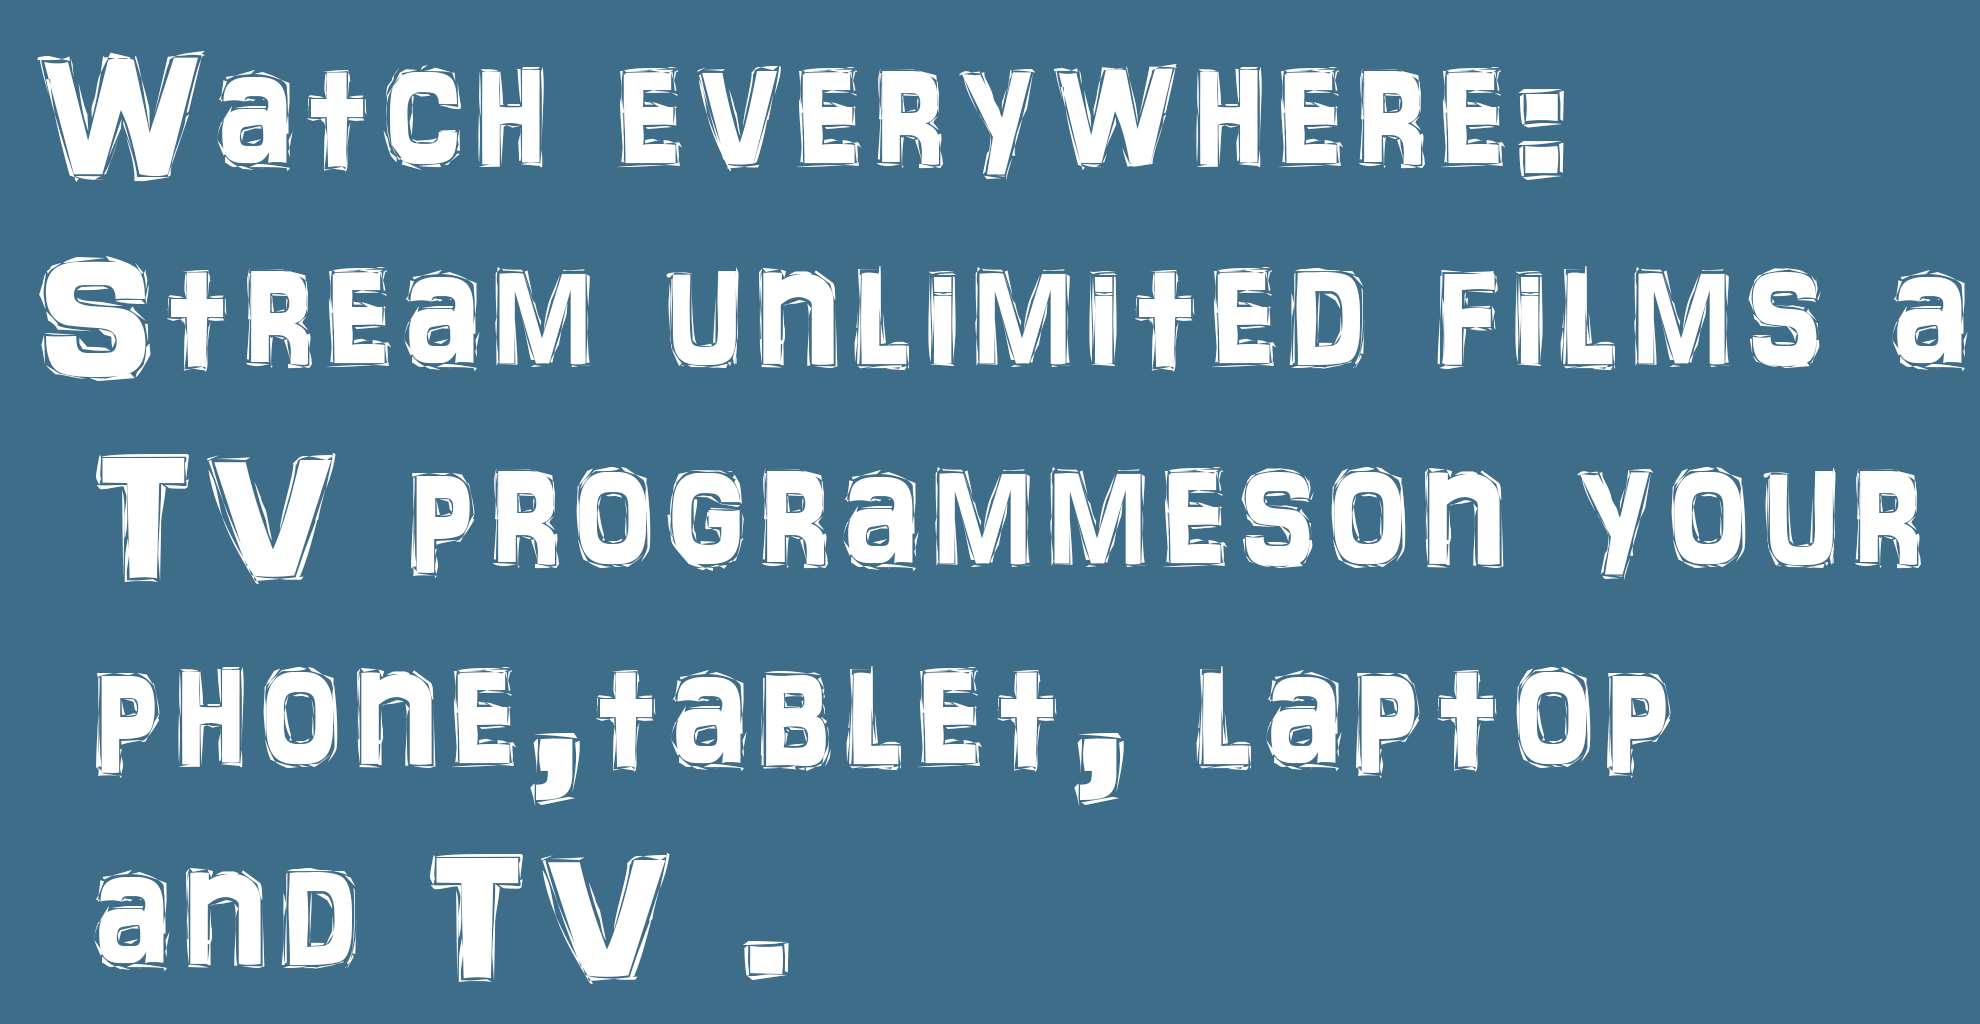 Watch everywhere:
Stream unlimited films a
TV programmeson your
phone,tablet, laptop
and TV .